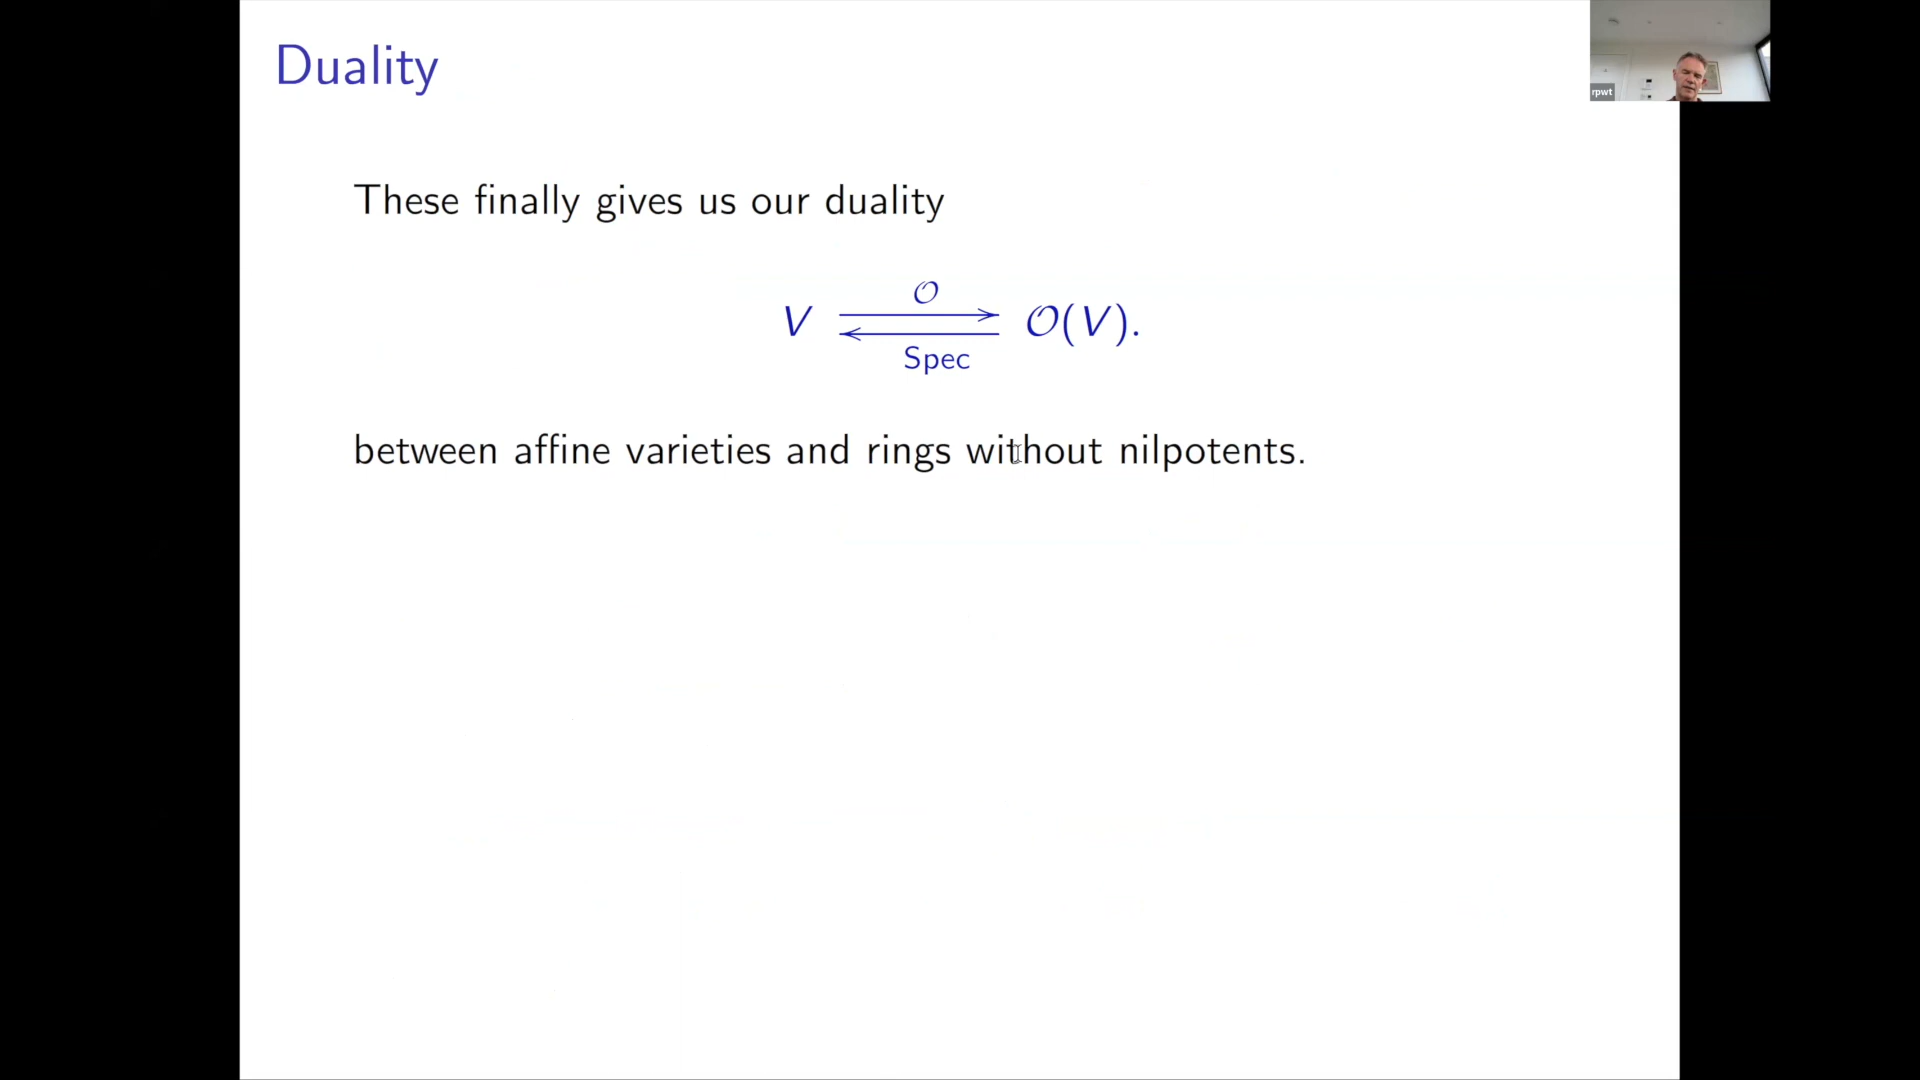 Duality
rpwt
These finally gives us our duality
𝒪
V ⇄ 𝒪(V).
Spec
between affine varieties and rings without nilpotents.